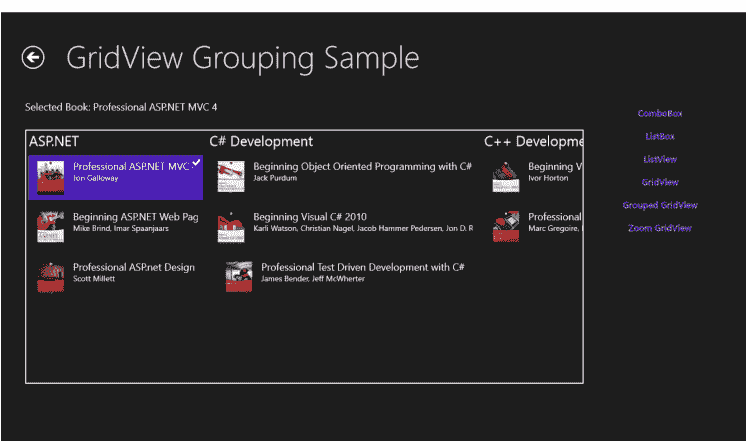 GridView Grouping Sample
Selected Book: Professional ASP.NET MVC 4
ASP.NET
Professional ASP.NET MVC
Jon Galloway
Beginning ASP.NET Web Pag
Mike Brind, Imar Spaanjaars
Professional ASP.net Design
Scott Millett
C# Development
Beginning Object Oriented Programming with C#
Jack Purdum
Beginning Visual C# 2010
Karli Watson, Christian Nagel, Jacob Hammer Pedersen, Jon D. R
Professional Test Driven Development with C#
James Bender, Jeff McWherter
C++ Developme
Beginning V
Ivor Horton
Professional
Marc Gregoire,
ComboBox
ListBox
ListView
GridView
Grouped GridView
Zoom GridView